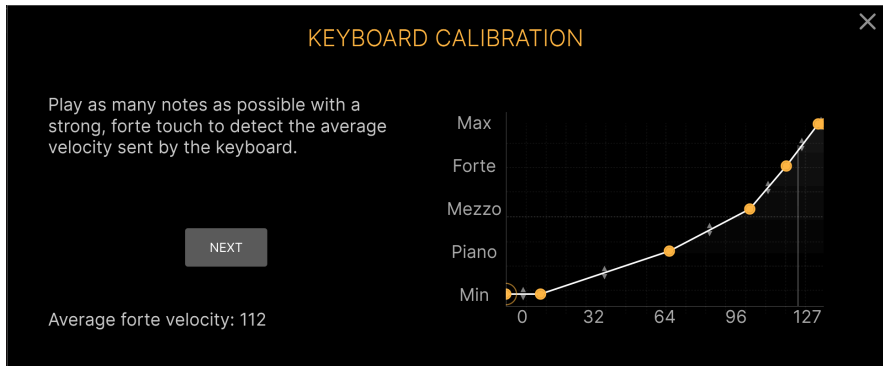 KEYBOARD CALIBRATION
Play as many notes as possible with a
strong, forte touch to detect the average
velocity sent by the keyboard.
NEXT
Average forte velocity: 112
Max
Forte
Mezzo
Piano
Min
0 32 64 96 127